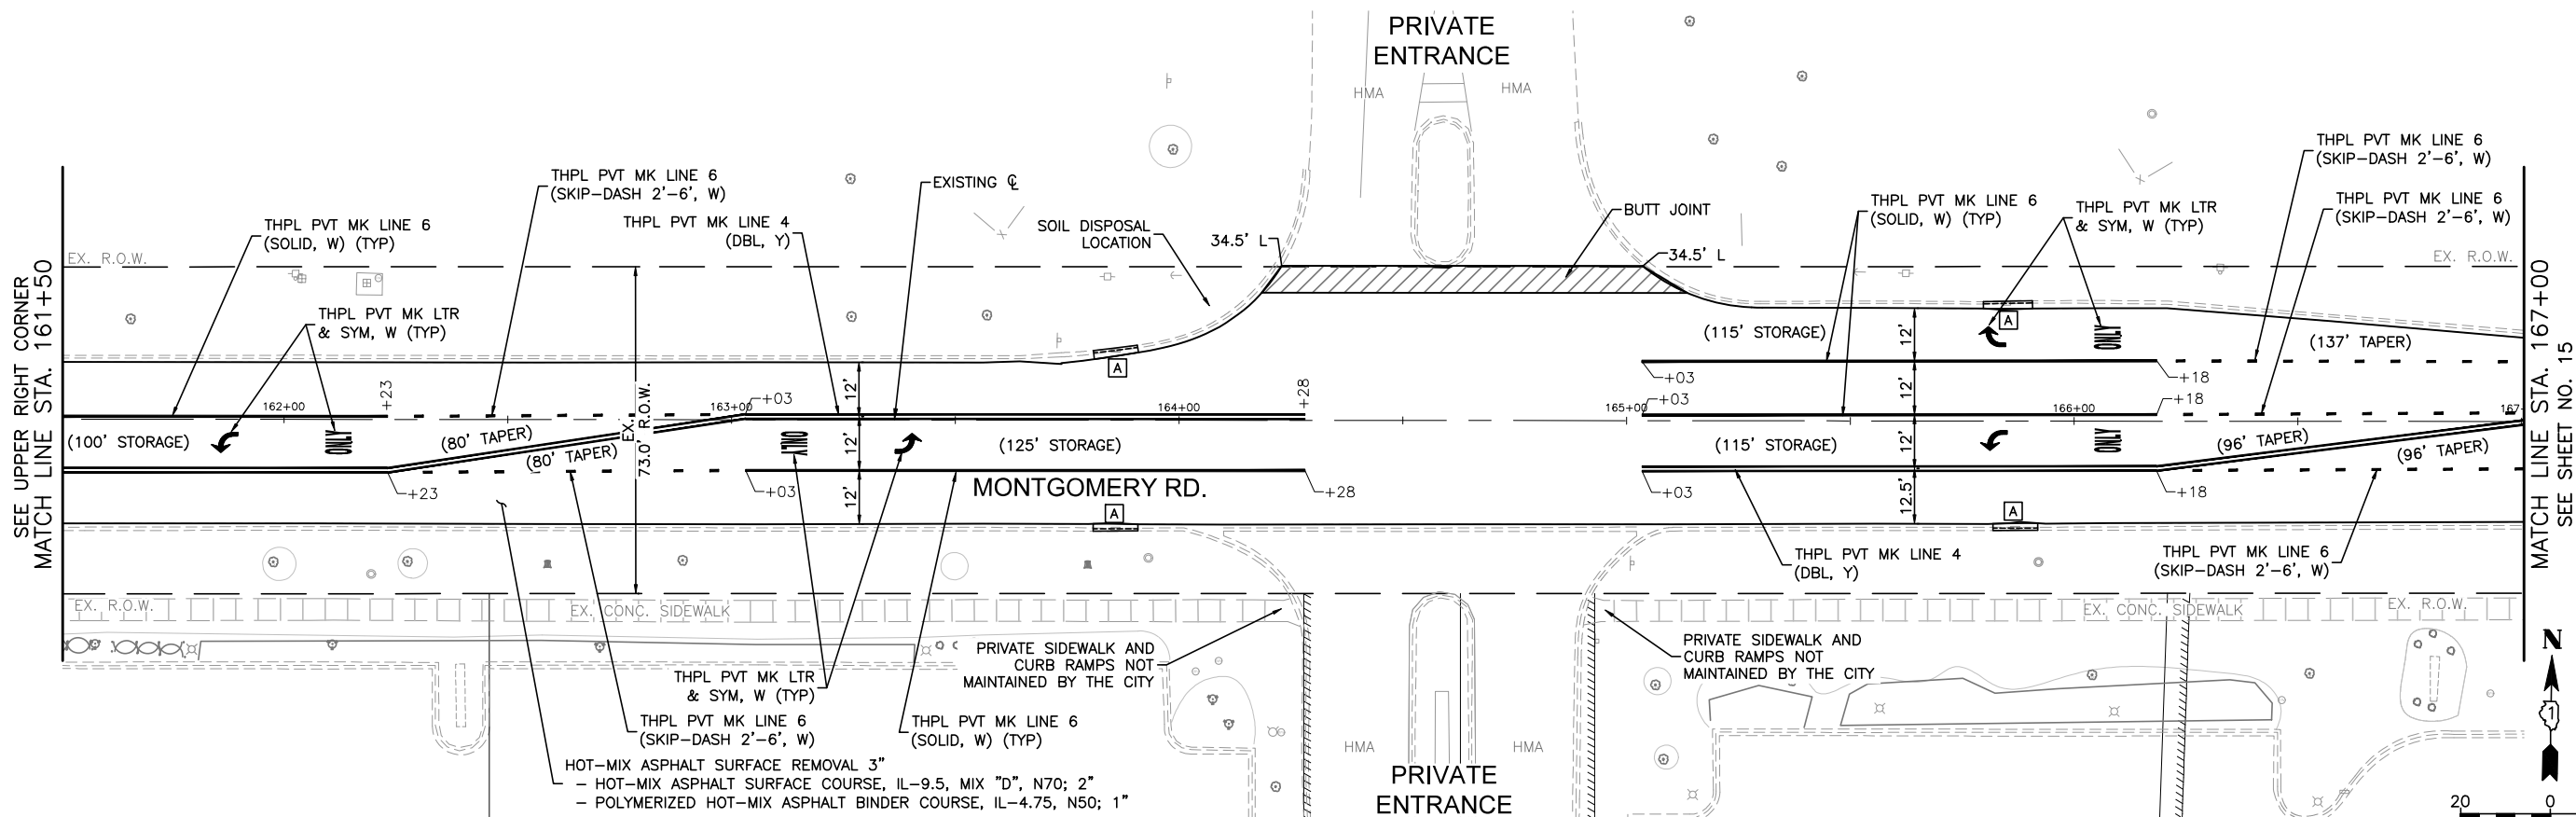 PRIVATE
ENTRANCE
HMA
HMA
THPL PVT MK LINE 6
(SKIP-DASH 2'-6', W)
THPL PVT MK LINE 6
(SKIP-DASH 2'-6', W)
EXISTING ℄
THPL PVT MK LINE 6
(SOLID, W) (TYP)
THPL PVT MK LINE 4
(DBL, Y)
SOIL DISPOSAL
LOCATION
34.5' L
BUTT JOINT
34.5' L
THPL PVT MK LINE 6
(SOLID, W) (TYP)
THPL PVT MK LTR
& SYM, W (TYP)
THPL PVT MK LINE 6
(SKIP-DASH 2'-6', W)
EX. R.O.W.
EX. R.O.W.
SEE UPPER RIGHT CORNER
MATCH LINE STA. 161+50
THPL PVT MK LTR
& SYM, W (TYP)
A
A
(115' STORAGE)
12'
ONLY
(137' TAPER)
162+00
+23
163+00
+03
12'
164+00
+28
165+00
+03
+03
12'
166+00
+18
+18
167+
(100' STORAGE)
ONLY
(80' TAPER)
(80' TAPER)
EX.
73.0' R.O.W.
ONLY
12'
(125' STORAGE)
(115' STORAGE)
12'
ONLY
(96' TAPER)
(96' TAPER)
+23
+03
12'
MONTGOMERY RD.
+28
+03
12.5'
+18
A
A
MATCH LINE STA. 167+00
SEE SHEET NO. 15
THPL PVT MK LINE 4
(DBL, Y)
THPL PVT MK LINE 6
(SKIP-DASH 2'-6', W)
EX. R.O.W.
EX. CONC. SIDEWALK
EX. CONC. SIDEWALK
EX. R.O.W.
PRIVATE SIDEWALK AND
CURB RAMPS NOT
MAINTAINED BY THE CITY
PRIVATE SIDEWALK AND
CURB RAMPS NOT
MAINTAINED BY THE CITY
THPL PVT MK LTR
& SYM, W (TYP)
THPL PVT MK LINE 6
(SKIP-DASH 2'-6', W)
THPL PVT MK LINE 6
(SOLID, W) (TYP)
HOT-MIX ASPHALT SURFACE REMOVAL 3"
- HOT-MIX ASPHALT SURFACE COURSE, IL-9.5, MIX "D", N70; 2"
- POLYMERIZED HOT-MIX ASPHALT BINDER COURSE, IL-4.75, N50; 1"
HMA
HMA
PRIVATE
ENTRANCE
N
1
20
0